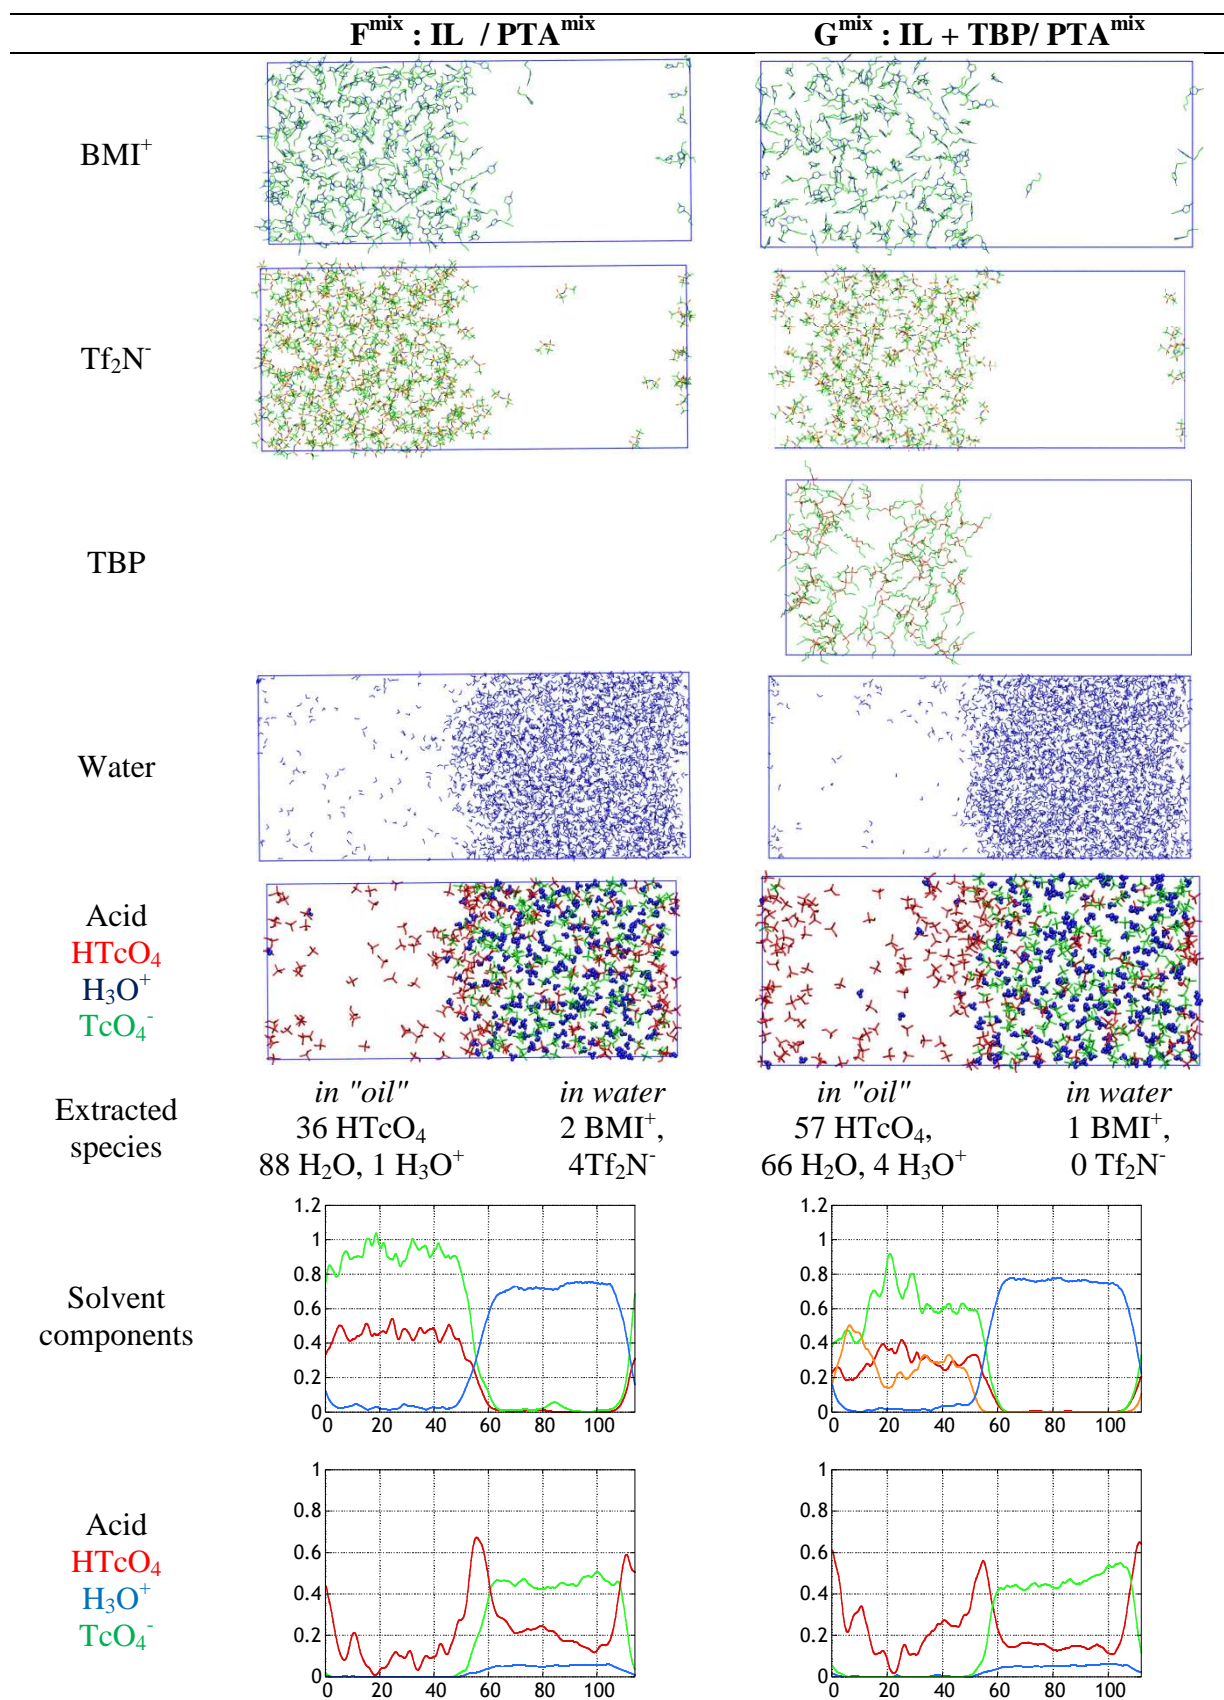 F^mix : IL / PTA^mix    G^mix : IL + TBP/ PTA^mix
BMI⁺
Tf₂N⁻
TBP
Water
Acid
HTcO₄
H₃O⁺
TcO₄⁻
Extracted species
in "oil"    in water    in "oil"    in water
36 HTcO₄    2 BMI⁺,    57 HTcO₄,    1 BMI⁺,
88 H₂O, 1 H₃O⁺    4Tf₂N⁻    66 H₂O, 4 H₃O⁺    0 Tf₂N⁻
Solvent components
1.2
1
0.8
0.6
0.4
0.2
0
0 20 40 60 80 100
1.2
1
0.8
0.6
0.4
0.2
0
0 20 40 60 80 100
Acid
HTcO₄
H₃O⁺
TcO₄⁻
1
0.8
0.6
0.4
0.2
0
0 20 40 60 80 100
1
0.8
0.6
0.4
0.2
0
0 20 40 60 80 100